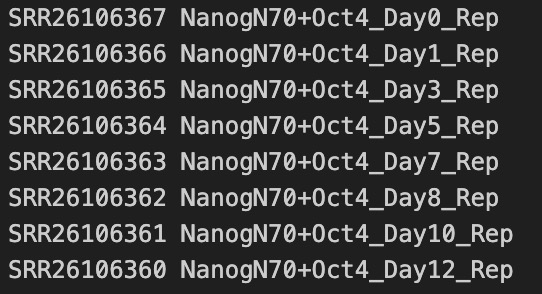 SRR26106367 NanogN70+Oct4_Day0_Rep
SRR26106366 NanogN70+Oct4_Day1_Rep
SRR26106365 NanogN70+Oct4_Day3_Rep
SRR26106364 NanogN70+Oct4_Day5_Rep
SRR26106363 NanogN70+Oct4_Day7_Rep
SRR26106362 NanogN70+Oct4_Day8_Rep
SRR26106361 NanogN70+Oct4_Day10_Rep
SRR26106360 NanogN70+Oct4_Day12_Rep